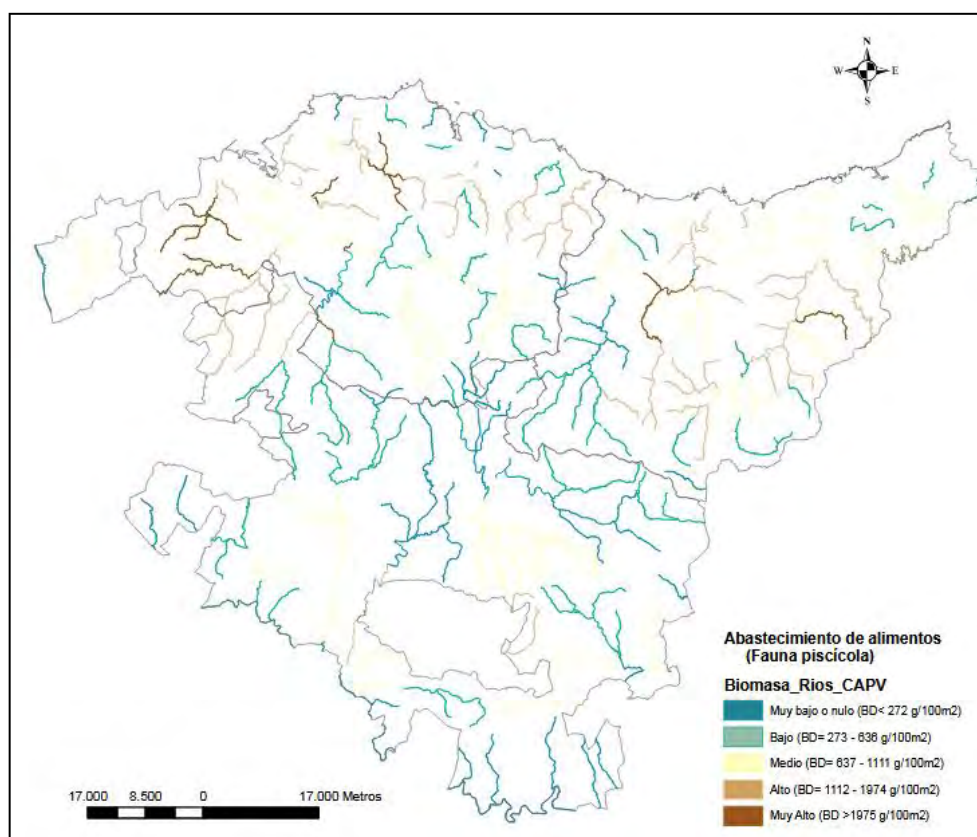 N
W E
S
Abastecimiento de alimentos
(Fauna piscícola)
Biomasa_Rios_CAPV
Muy bajo o nulo (BD< 272 g/100m2)
Bajo (BD= 273 - 636 g/100m2)
Medio (BD= 637 - 1111 g/100m2)
Alto (BD= 1112 - 1974 g/100m2)
Muy Alto (BD >1975 g/100m2)
17.000 8.500 0 17.000 Metros